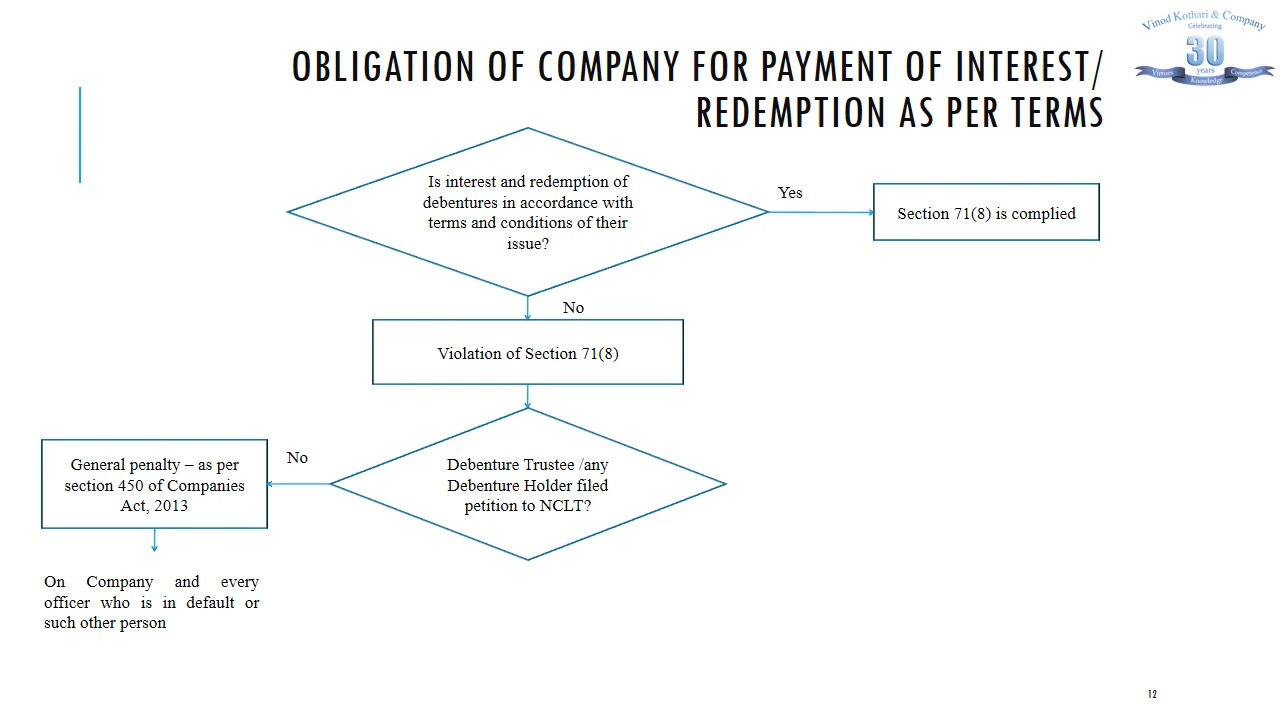 Vinod Kothari & Company
Celebrating
30
years
Virtues
Knowledge
Competence
OBLIGATION OF COMPANY FOR PAYMENT OF INTEREST/
REDEMPTION AS PER TERMS
Is interest and redemption of
debentures in accordance with
terms and conditions of their
issue?
Yes
Section 71(8) is complied
No
Violation of Section 71(8)
Debenture Trustee /any
Debenture Holder filed
petition to NCLT?
No
General penalty – as per
section 450 of Companies
Act, 2013
On Company and every
officer who is in default or
such other person
12